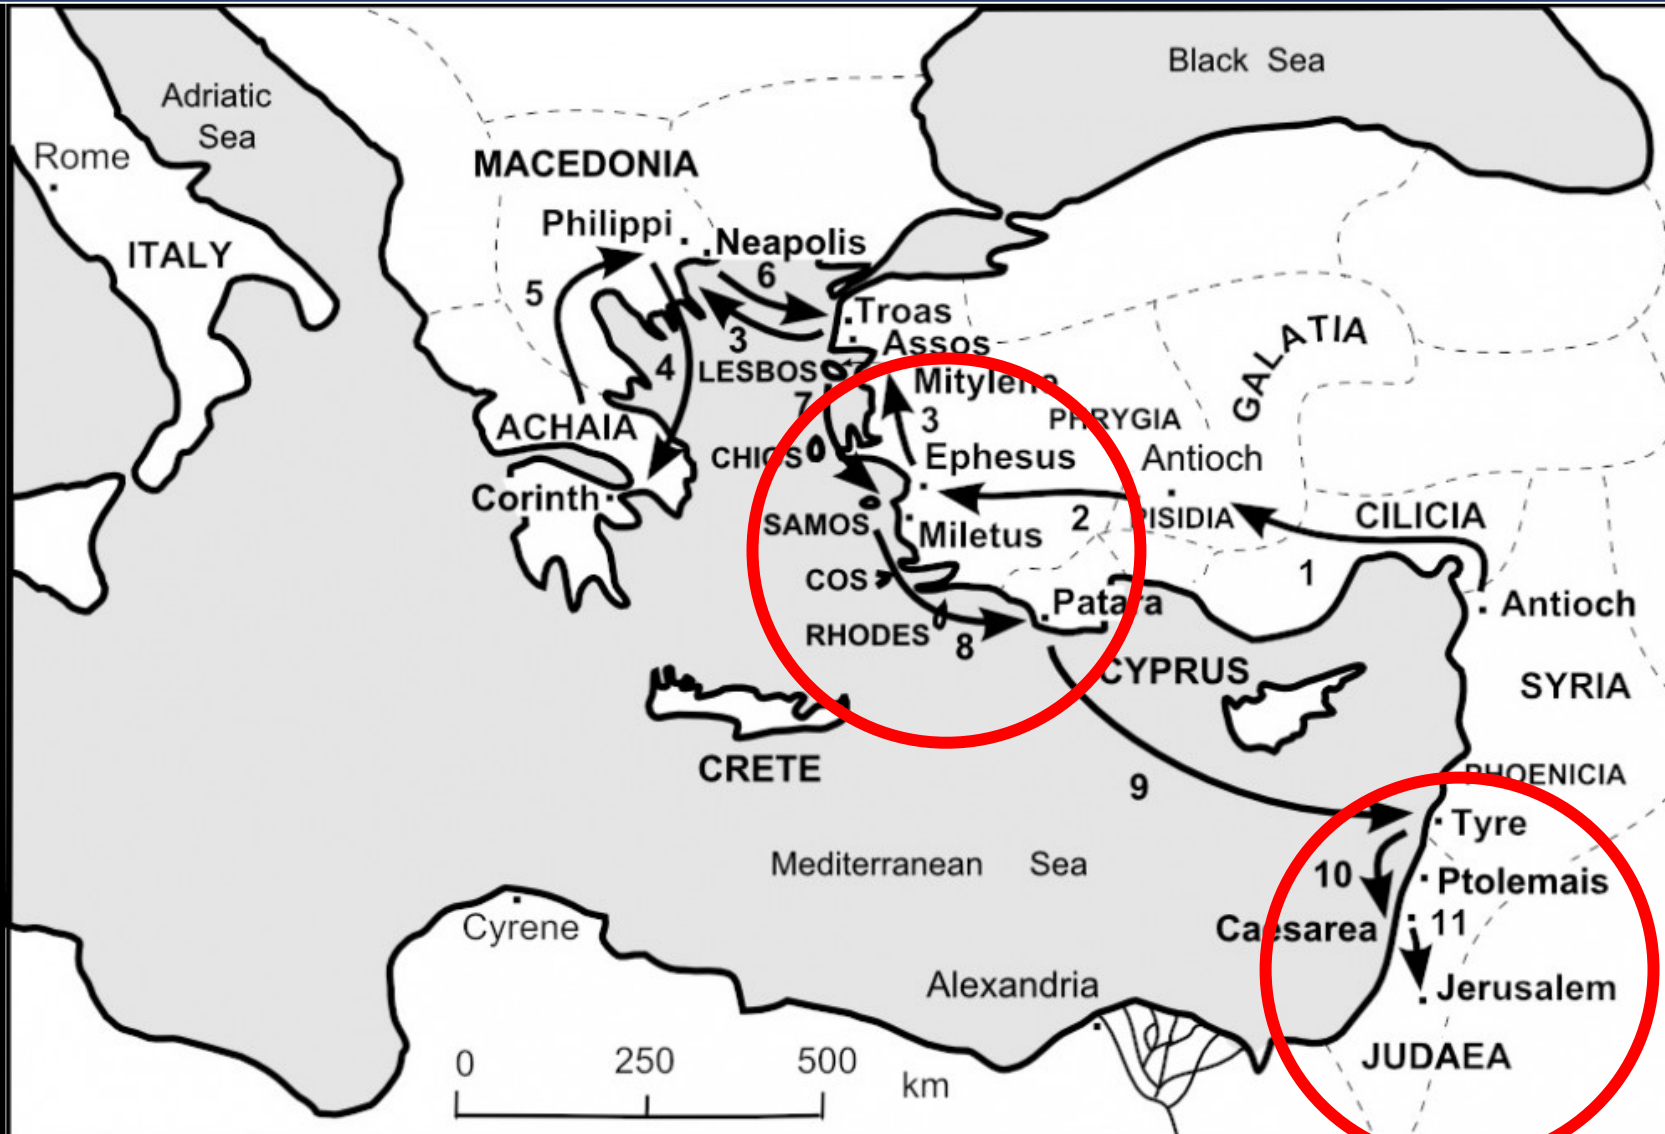 Black Sea
Adriatic
Sea
Rome
MACEDONIA
Philippi
Neapolis
ITALY
6
5
Troas
3
Assos
GALATIA
4
LESBOS
Mitylene
7
3
PHRYGIA
ACHAIA
CHIOS
Ephesus
Antioch
Corinth
SAMOS
2
PISIDIA
CILICIA
Miletus
COS
1
Patara
Antioch
RHODES
8
CYPRUS
SYRIA
CRETE
PHOENICIA
9
Tyre
Mediterranean Sea
10
Ptolemais
Cyrene
Caesarea
11
Alexandria
Jerusalem
JUDAEA
0 250 500
km